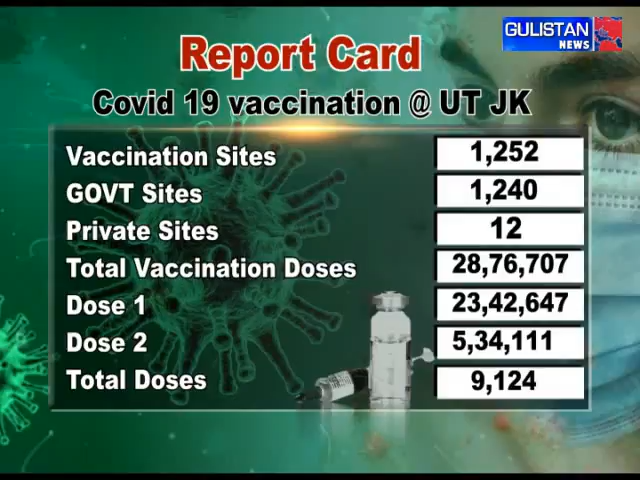 GULISTAN
NEWS
Report Card
Covid 19 vaccination @ UT JK
Vaccination Sites 1,252
GOVT Sites 1,240
Private Sites 12
Total Vaccination Doses 28,76,707
Dose 1 23,42,647
Dose 2 5,34,111
Total Doses 9,124